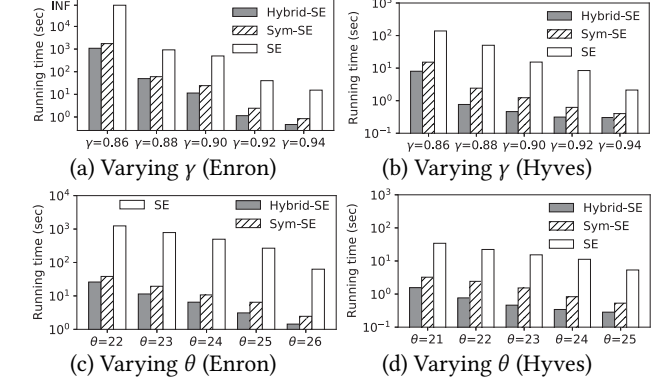 INF
10^4
10^3
10^2
10^1
10^0
Running time (sec)
Hybrid-SE
Sym-SE
SE
γ=0.86 γ=0.88 γ=0.90 γ=0.92 γ=0.94
(a) Varying γ (Enron)
10^3
10^2
10^1
10^0
10^-1
Running time (sec)
Hybrid-SE
Sym-SE
SE
γ=0.86 γ=0.88 γ=0.90 γ=0.92 γ=0.94
(b) Varying γ (Hyves)
10^4
10^3
10^2
10^1
10^0
Running time (sec)
SE
Hybrid-SE
Sym-SE
θ=22 θ=23 θ=24 θ=25 θ=26
(c) Varying θ (Enron)
10^3
10^2
10^1
10^0
10^-1
Running time (sec)
Hybrid-SE
Sym-SE
SE
θ=21 θ=22 θ=23 θ=24 θ=25
(d) Varying θ (Hyves)